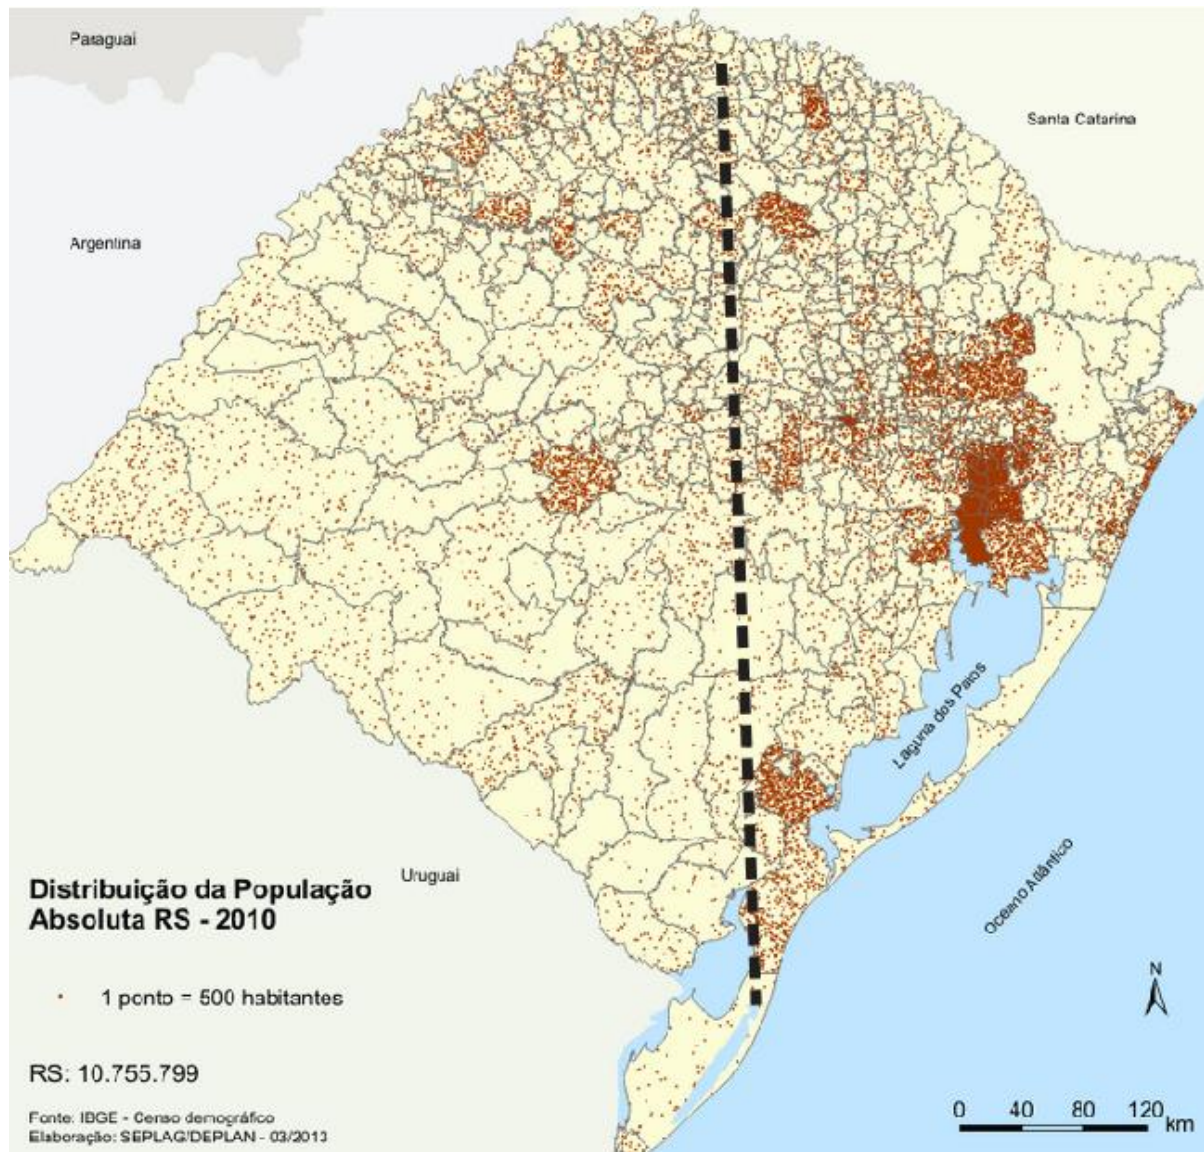 Paraguai
Santa Catarina
Argentina
Laguna dos Patos
Uruguai
Oceano Atlântico
Distribuição da População
Absoluta RS - 2010
1 ponto = 500 habitantes
RS: 10.755.799
Fonte: IBGE - Censo demográfico
Elaboração: SEPLAG/DEPLAN - 03/2013
N
0 40 80 120 km